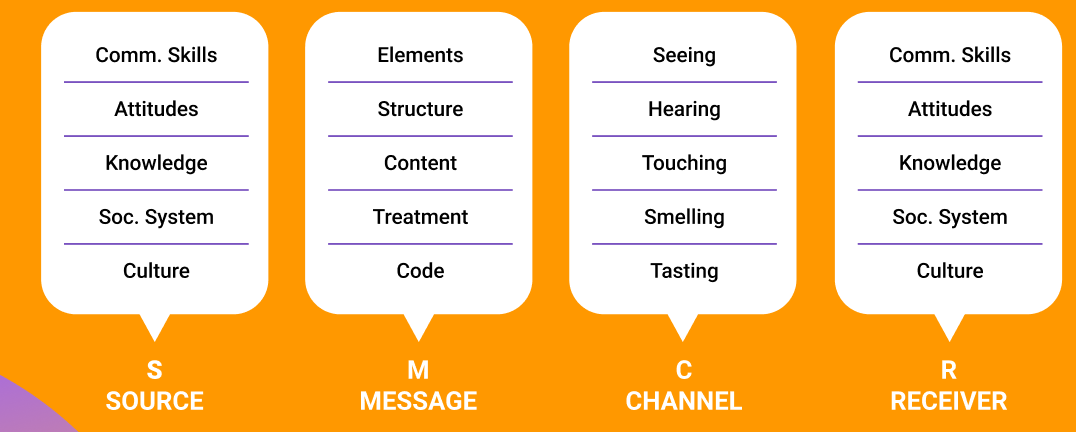 Comm. Skills
Attitudes
Knowledge
Soc. System
Culture
S
SOURCE
Elements
Structure
Content
Treatment
Code
M
MESSAGE
Seeing
Hearing
Touching
Smelling
Tasting
C
CHANNEL
Comm. Skills
Attitudes
Knowledge
Soc. System
Culture
R
RECEIVER